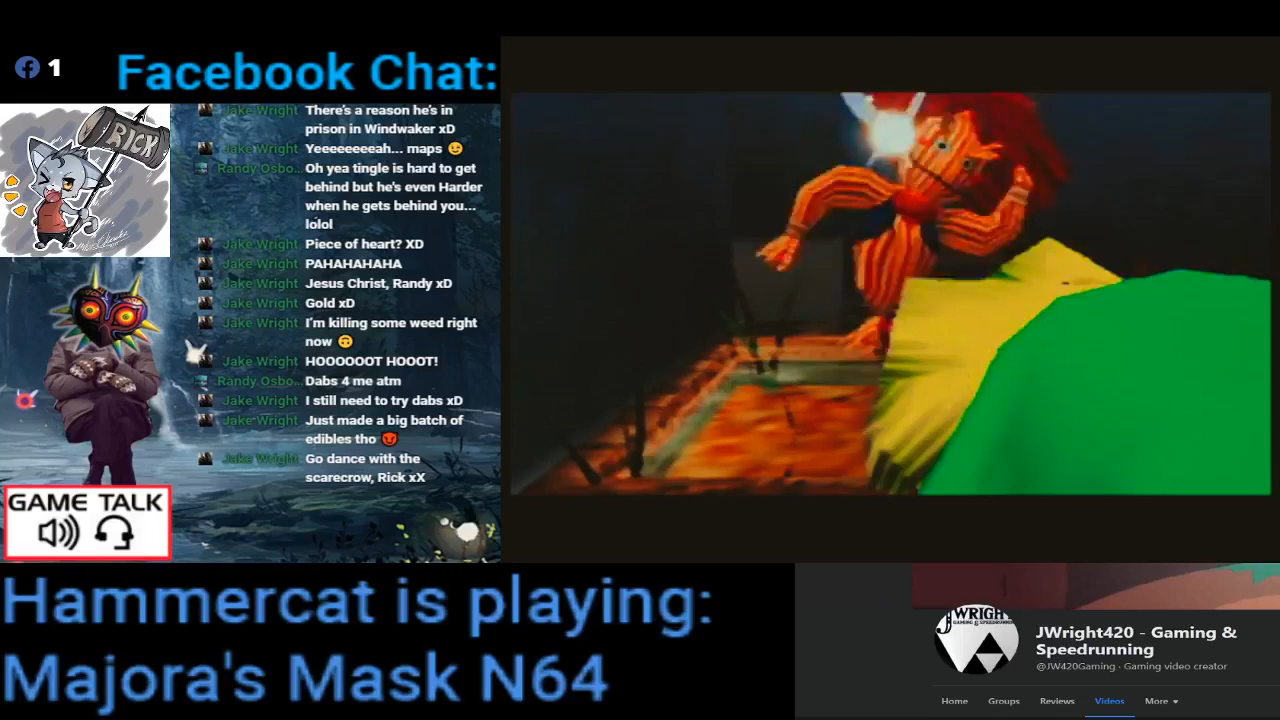 1
Facebook Chat:
RICK
Jake Wright There's a reason he's in
prison in Windwaker xD
Jake Wright Yeeeeeeeah... maps 😉
Randy Osbo... Oh yea tingle is hard to get
behind but he's even Harder
when he gets behind you...
lolol
Jake Wright Piece of heart? XD
Jake Wright PAHAHAHAHA
Jake Wright Jesus Christ, Randy xD
Jake Wright Gold xD
Jake Wright I'm killing some weed right
now 🙃
Jake Wright HOOOOOOT HOOOT!
Randy Osbo... Dabs 4 me atm
Jake Wright I still need to try dabs xD
Jake Wright Just made a big batch of
edibles tho 😈
Jake Wright Go dance with the
scarecrow, Rick xX
GAME TALK
Hammercat is playing:
Majora's Mask N64
JWRIGH
GAMING & SPEEDRUNNIN
JWright420 - Gaming &
Speedrunning
@JW420Gaming · Gaming video creator
Home Groups Reviews Videos More